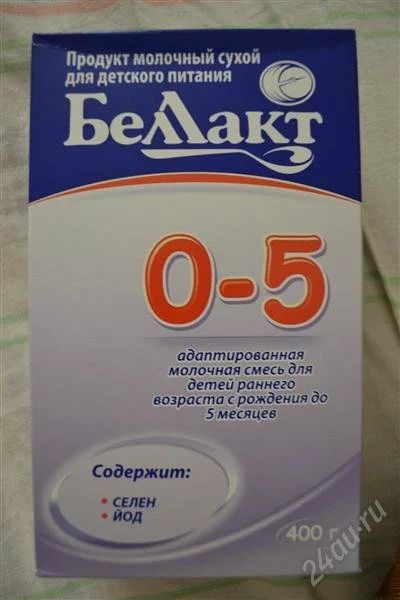 Продукт молочный сухой
для детского питания
Беллакт
0-5
адаптированная
молочная смесь для
детей раннего
возраста с рождения до
5 месяцев
Содержит:
• СЕЛЕН
• ЙОД
400 г
24au.ru